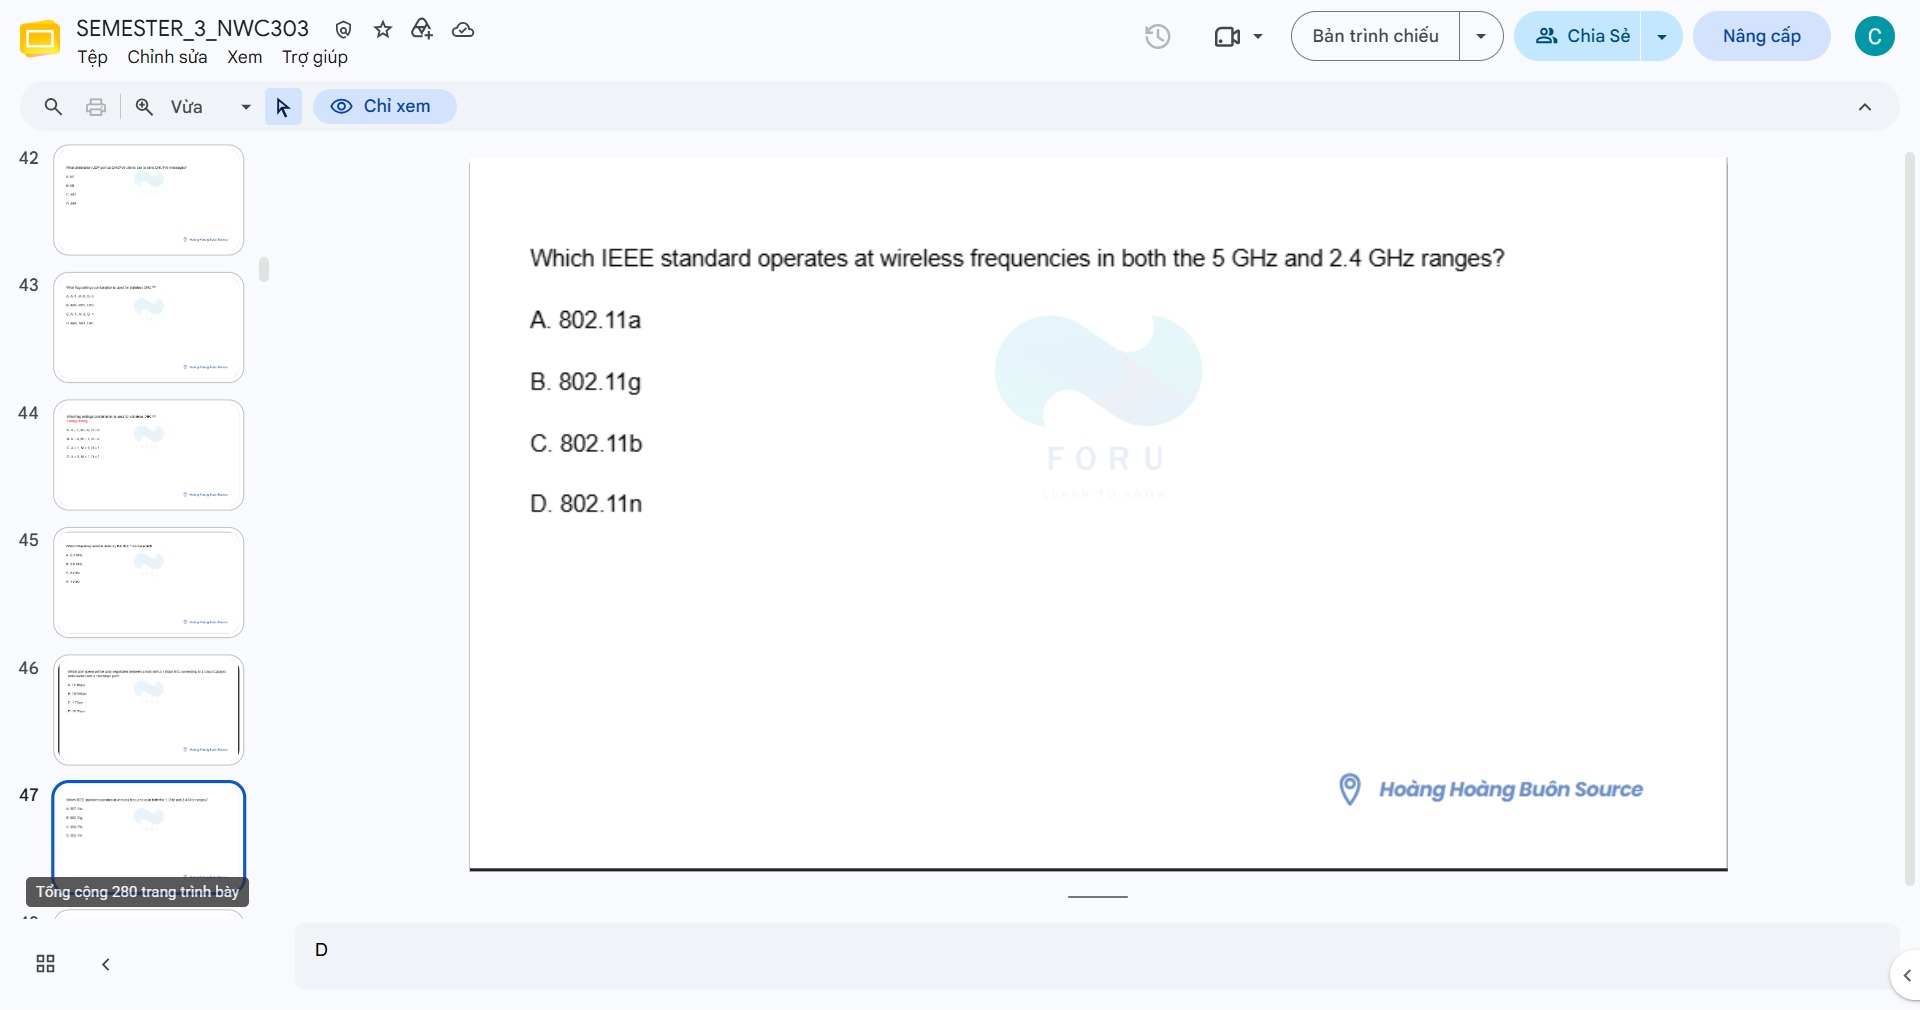 SEMESTER_3_NWC303
Tệp Chỉnh sửa Xem Trợ giúp
Bản trình chiếu
Chia Sẻ
Nâng cấp
C
Vừa
Chỉ xem
42
43
44
45
46
47
Tổng cộng 280 trang trình bày
Which IEEE standard operates at wireless frequencies in both the 5 GHz and 2.4 GHz ranges?
A. 802.11a
B. 802.11g
C. 802.11b
D. 802.11n
FORU
LEARN TO KNOW
Hoàng Hoàng Buôn Source
D